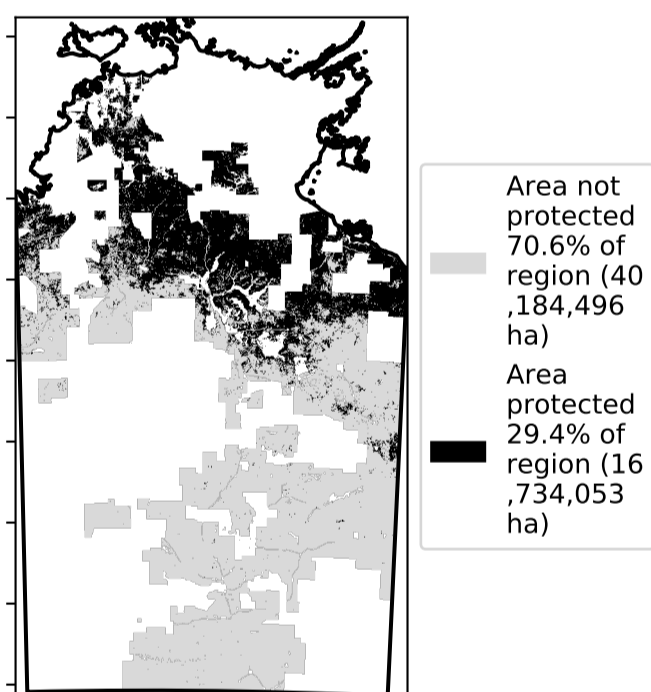 Area not
protected
70.6% of
region (40
,184,496
ha)
Area
protected
29.4% of
region (16
,734,053
ha)